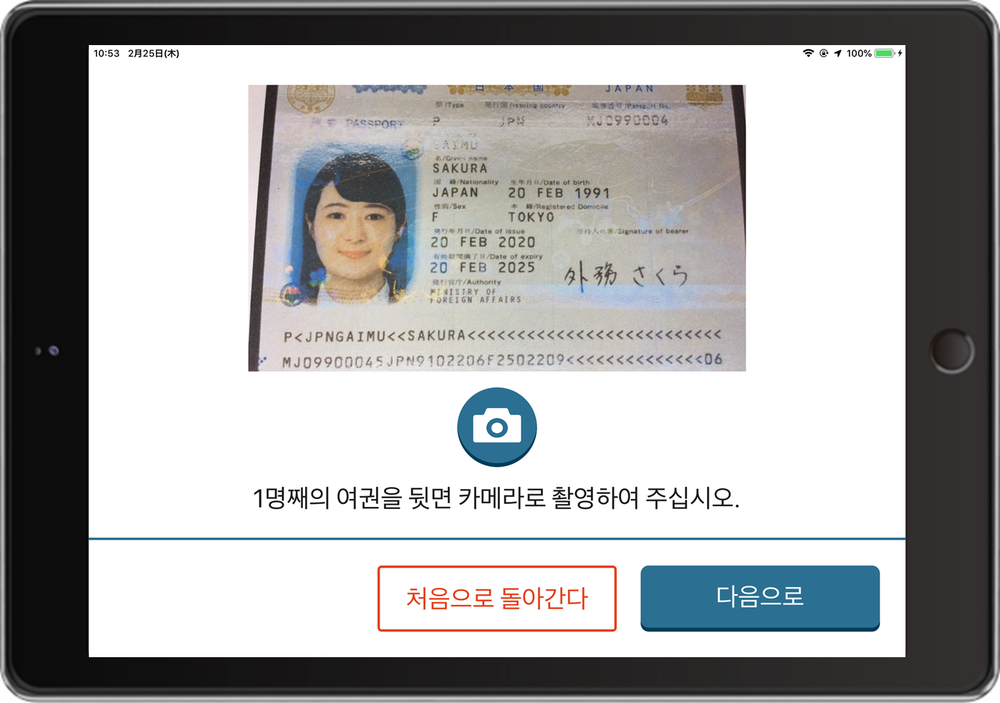 10:53 2月25日(木)
100%
日本国 JAPAN
型/Type 発行国/Issuing country 旅券番号/Passport No.
旅券 PASSPORT P JPN MJ0990004
GAIMU
名/Given name
SAKURA
国籍/Nationality 生年月日/Date of birth
JAPAN 20 FEB 1991
性別/Sex 本籍/Registered Domicile
F TOKYO
発行年月日/Date of issue 所持人自署/Signature of bearer
20 FEB 2020
有効期間満了日/Date of expiry
20 FEB 2025
外務 さくら
発行官庁/Authority
MINISTRY OF
FOREIGN AFFAIRS
P<JPNGAIMU<<SAKURA<<<<<<<<<<<<<<<<<<<<<<<<<<
MJ09900045JPN9102206F2502209<<<<<<<<<<<<<<06
1명째의 여권을 뒷면 카메라로 촬영하여 주십시오.
처음으로 돌아간다
다음으로